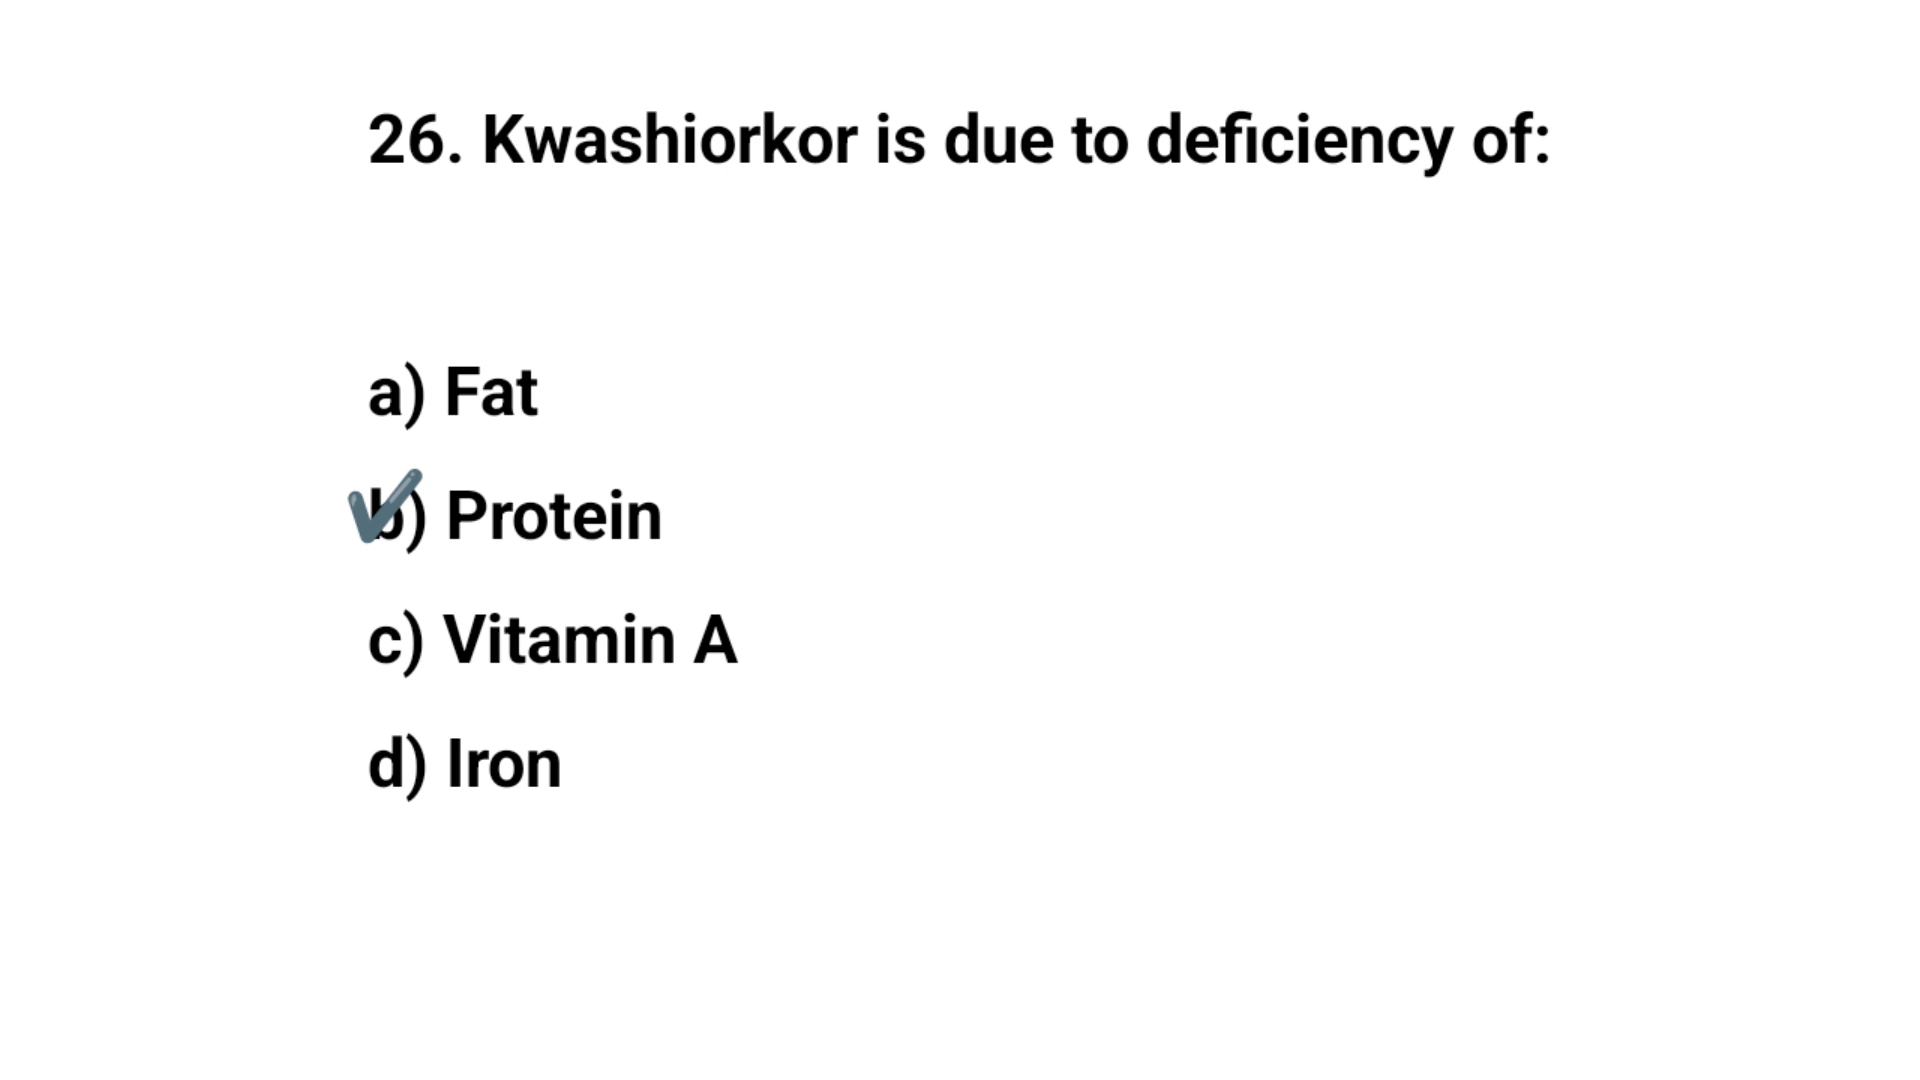 26. Kwashiorkor is due to deficiency of:
a) Fat
b) Protein
c) Vitamin A
d) Iron